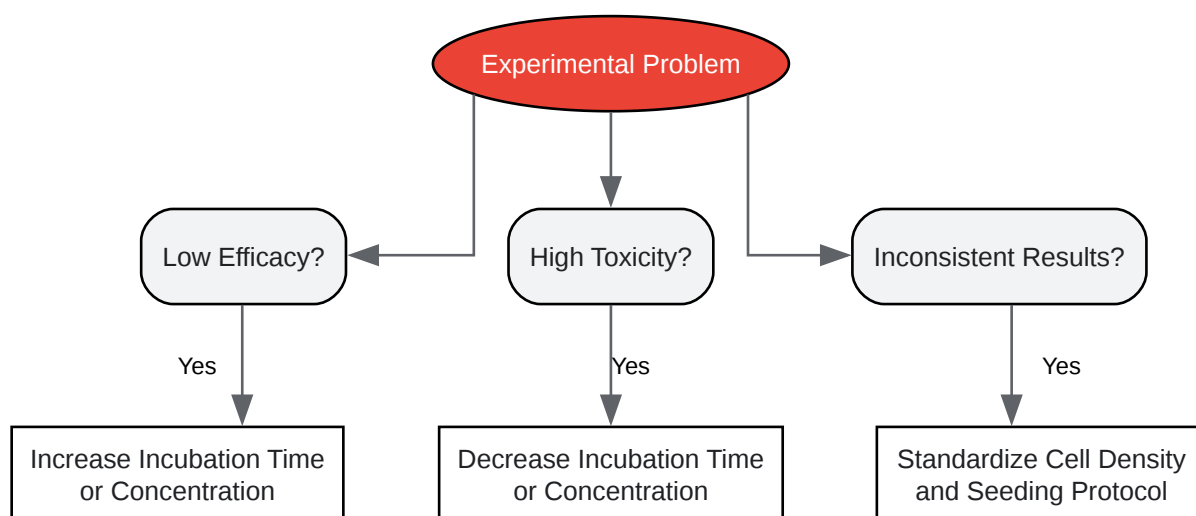 Experimental Problem
Low Efficacy?
High Toxicity?
Inconsistent Results?
Yes
Yes
Yes
Increase Incubation Time
or Concentration
Decrease Incubation Time
or Concentration
Standardize Cell Density
and Seeding Protocol